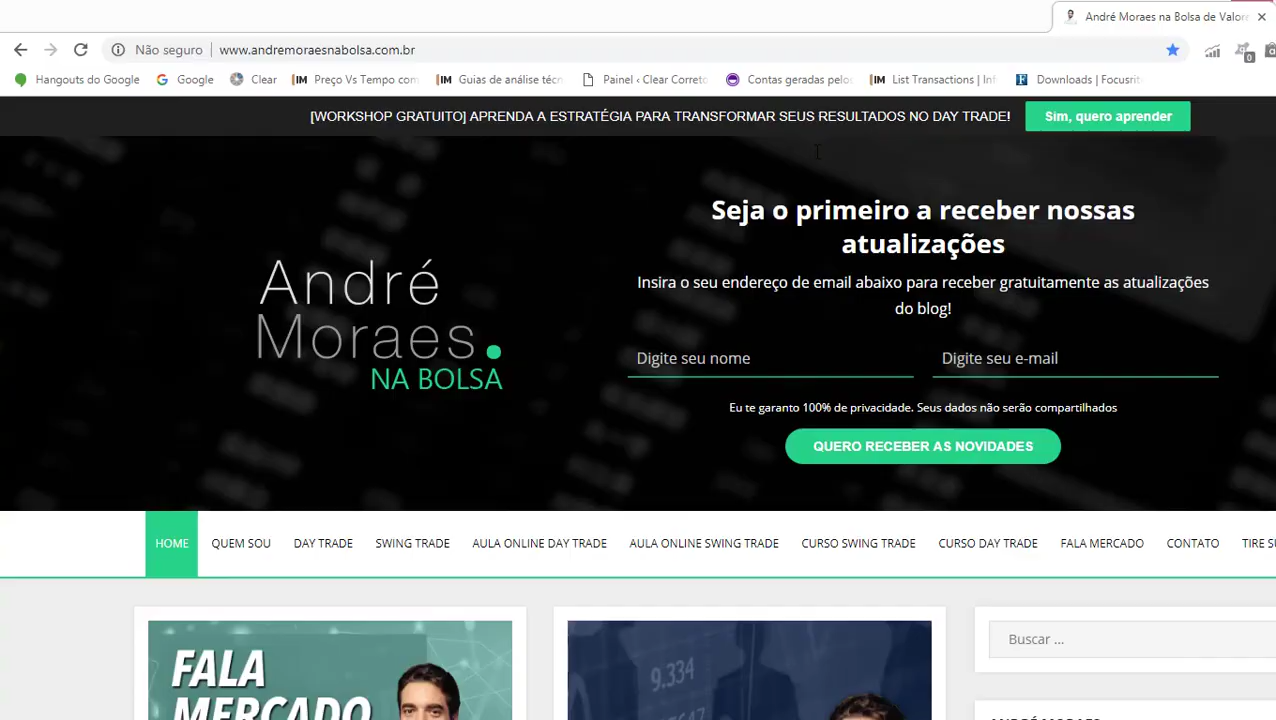 André Moraes na Bolsa de Valor
Não seguro
www.andremoraesnabolsa.com.br
Hangouts do Google
Google
Clear
Preço Vs Tempo com
Guias de análise técn
Painel ‹ Clear Corret
Contas geradas pelo
List Transactions | In
Downloads | Focusrit
[WORKSHOP GRATUITO] APRENDA A ESTRATÉGIA PARA TRANSFORMAR SEUS RESULTADOS NO DAY TRADE!
Sim, quero aprender
Seja o primeiro a receber nossas
atualizações
Insira o seu endereço de email abaixo para receber gratuitamente as atualizações
do blog!
André
Moraes.
NA BOLSA
Digite seu nome
Digite seu e-mail
Eu te garanto 100% de privacidade. Seus dados não serão compartilhados
QUERO RECEBER AS NOVIDADES
HOME
QUEM SOU
DAY TRADE
SWING TRADE
AULA ONLINE DAY TRADE
AULA ONLINE SWING TRADE
CURSO SWING TRADE
CURSO DAY TRADE
FALA MERCADO
CONTATO
TIRE SU
FALA
MERCADO
9.334
Buscar ...
ANDRÉ MORAES